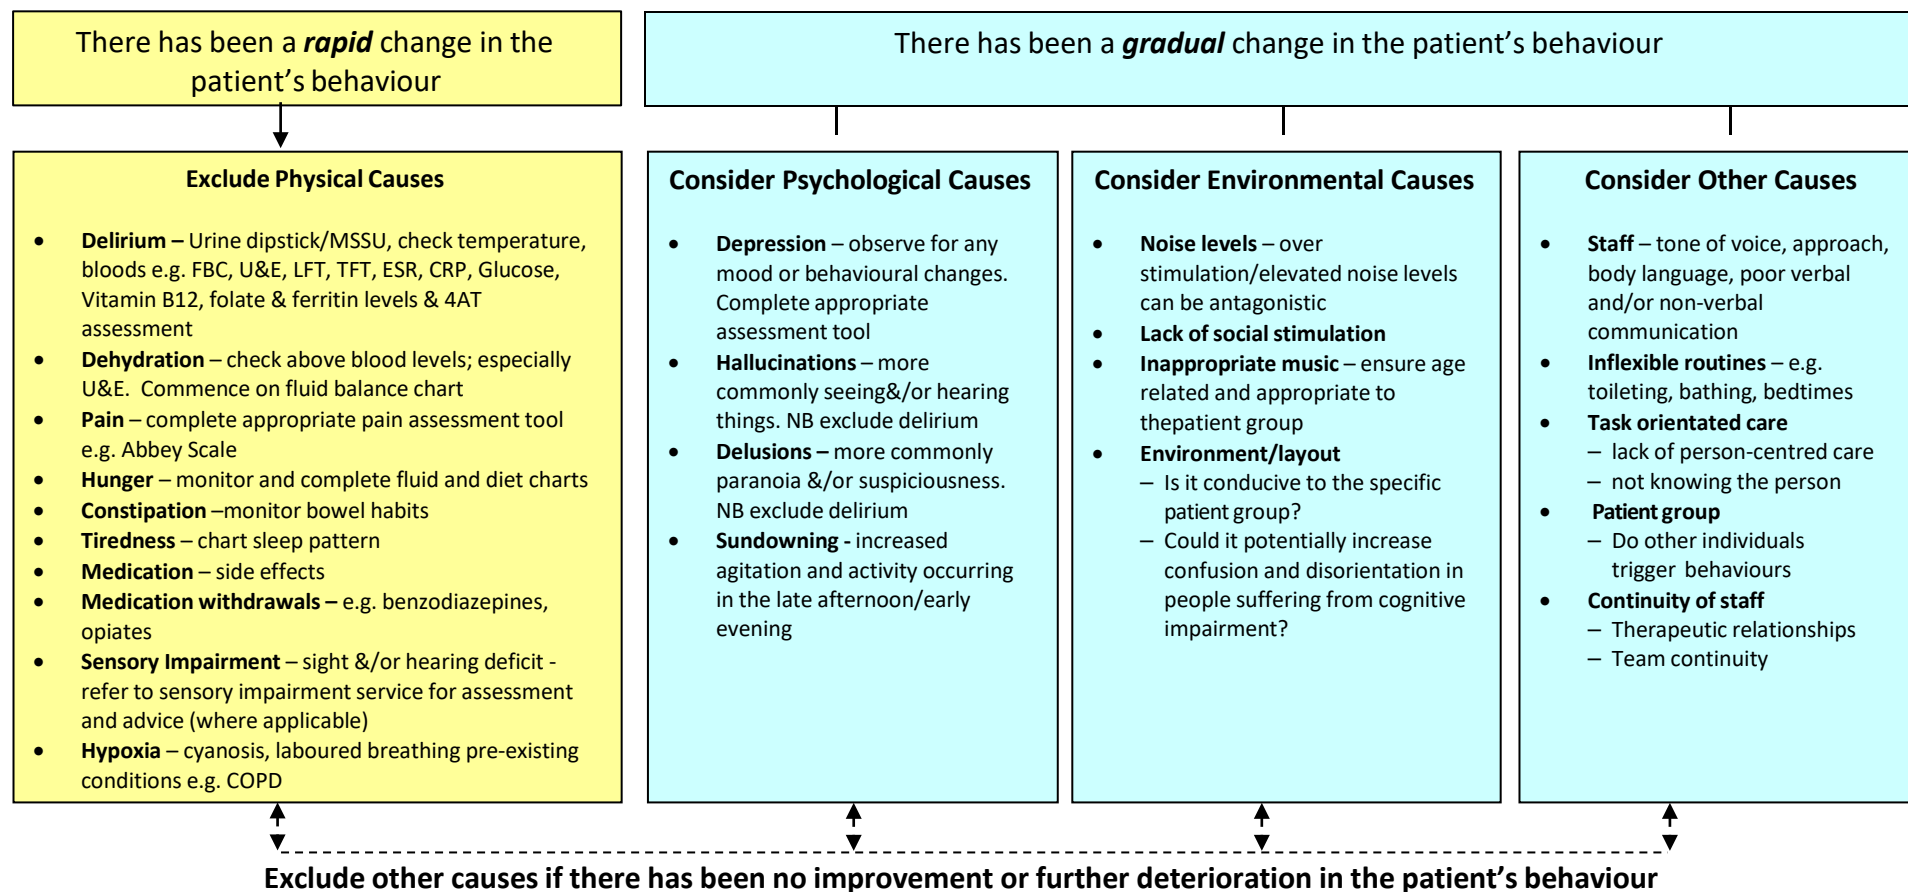 There has been a rapid change in the
patient’s behaviour
There has been a gradual change in the patient’s behaviour
Exclude Physical Causes
• Delirium – Urine dipstick/MSSU, check temperature,
bloods e.g. FBC, U&E, LFT, TFT, ESR, CRP, Glucose,
Vitamin B12, folate & ferritin levels & 4AT
assessment
• Dehydration – check above blood levels; especially
U&E.  Commence on fluid balance chart
• Pain – complete appropriate pain assessment tool
e.g. Abbey Scale
• Hunger – monitor and complete fluid and diet charts
• Constipation –monitor bowel habits
• Tiredness – chart sleep pattern
• Medication – side effects
• Medication withdrawals – e.g. benzodiazepines,
opiates
• Sensory Impairment – sight &/or hearing deficit -
refer to sensory impairment service for assessment
and advice (where applicable)
• Hypoxia – cyanosis, laboured breathing pre-existing
conditions e.g. COPD
Consider Psychological Causes
• Depression – observe for any
mood or behavioural changes.
Complete appropriate
assessment tool
• Hallucinations – more
commonly seeing&/or hearing
things. NB exclude delirium
• Delusions – more commonly
paranoia &/or suspiciousness.
NB exclude delirium
• Sundowning - increased
agitation and activity occurring
in the late afternoon/early
evening
Consider Environmental Causes
• Noise levels – over
stimulation/elevated noise levels
can be antagonistic
• Lack of social stimulation
• Inappropriate music – ensure age
related and appropriate to
thepatient group
• Environment/layout
– Is it conducive to the specific
patient group?
– Could it potentially increase
confusion and disorientation in
people suffering from cognitive
impairment?
Consider Other Causes
• Staff – tone of voice, approach,
body language, poor verbal
and/or non-verbal
communication
• Inflexible routines – e.g.
toileting, bathing, bedtimes
• Task orientated care
– lack of person-centred care
– not knowing the person
• Patient group
– Do other individuals
trigger behaviours
• Continuity of staff
– Therapeutic relationships
– Team continuity
Exclude other causes if there has been no improvement or further deterioration in the patient’s behaviour